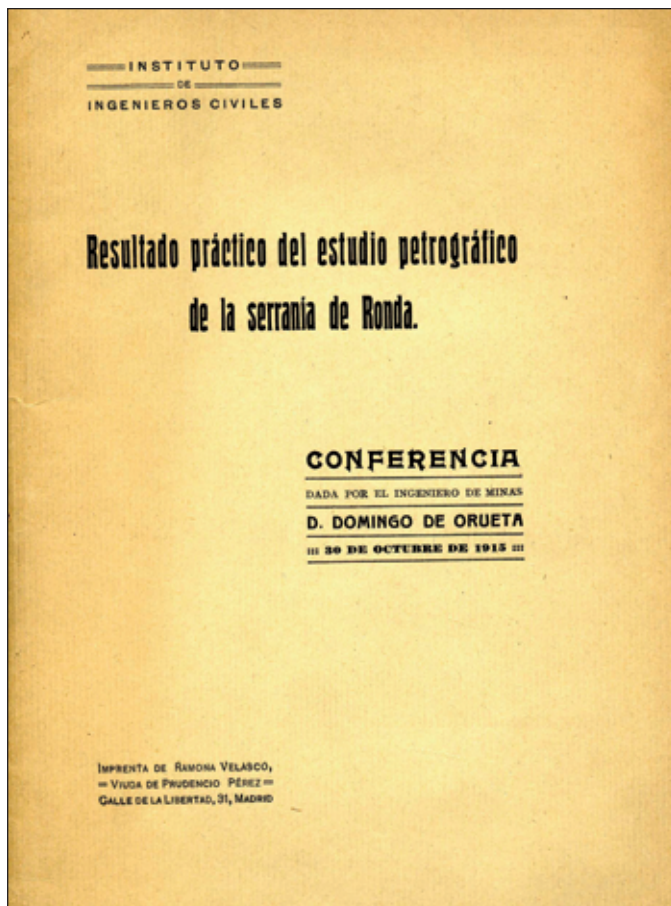 INSTITUTO
DE
INGENIEROS CIVILES
Resultado práctico del estudio petrográfico
de la serranía de Ronda.
CONFERENCIA
DADA POR EL INGENIERO DE MINAS
D. DOMINGO DE ORUETA
::: 30 DE OCTUBRE DE 1915 :::
IMPRENTA DE RAMONA VELASCO,
= VIUDA DE PRUDENCIO PÉREZ =
CALLE DE LA LIBERTAD, 31, MADRID